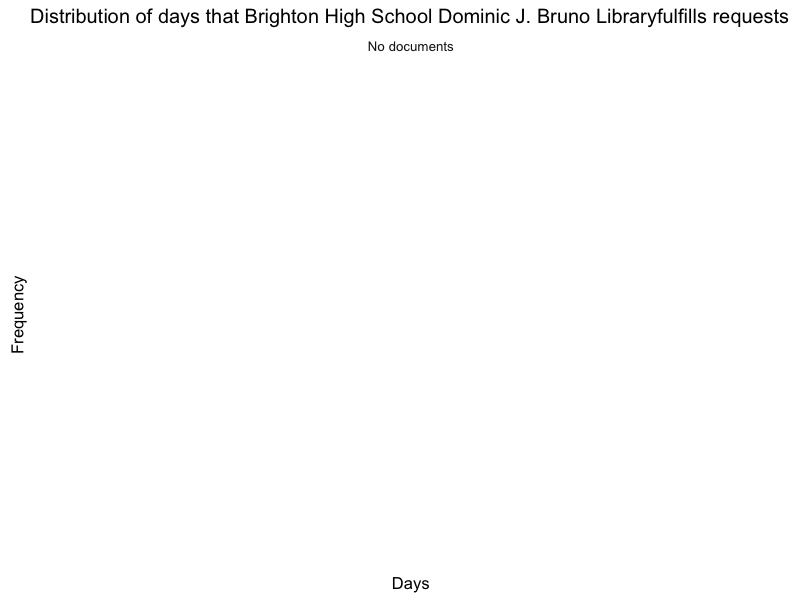 Distribution of days that Brighton High School Dominic J. Bruno Libraryfulfills requests
No documents
Frequency
Days